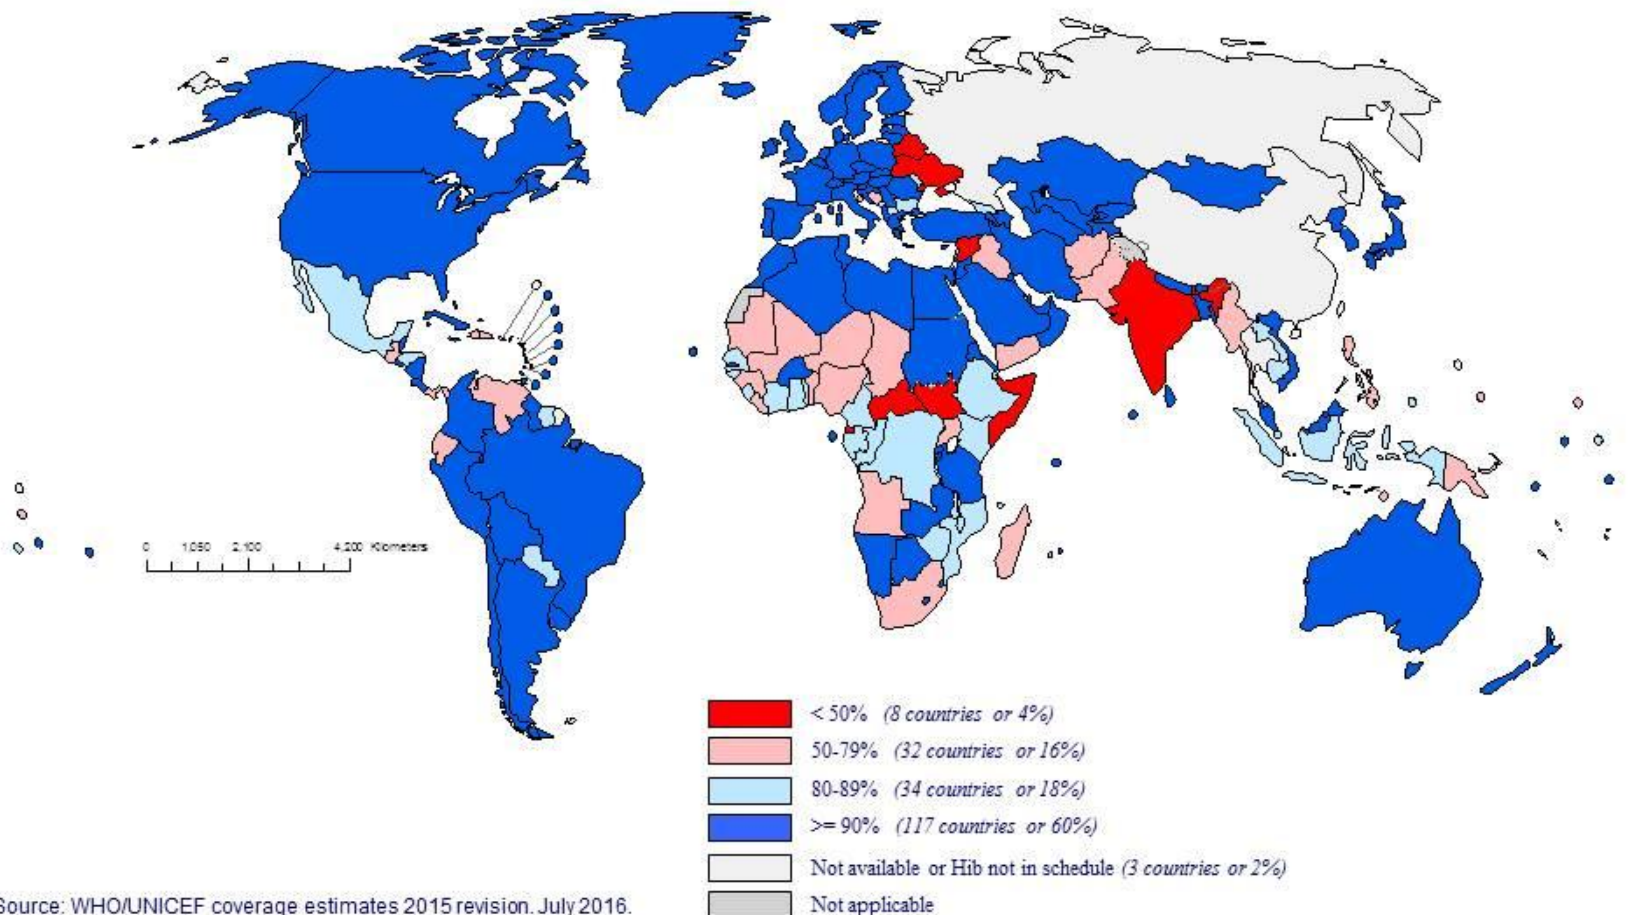 0 1,050 2,100 4,200 Kilometers
< 50% (8 countries or 4%)
50-79% (32 countries or 16%)
80-89% (34 countries or 18%)
>= 90% (117 countries or 60%)
Not available or Hib not in schedule (3 countries or 2%)
Not applicable
Source: WHO/UNICEF coverage estimates 2015 revision. July 2016.